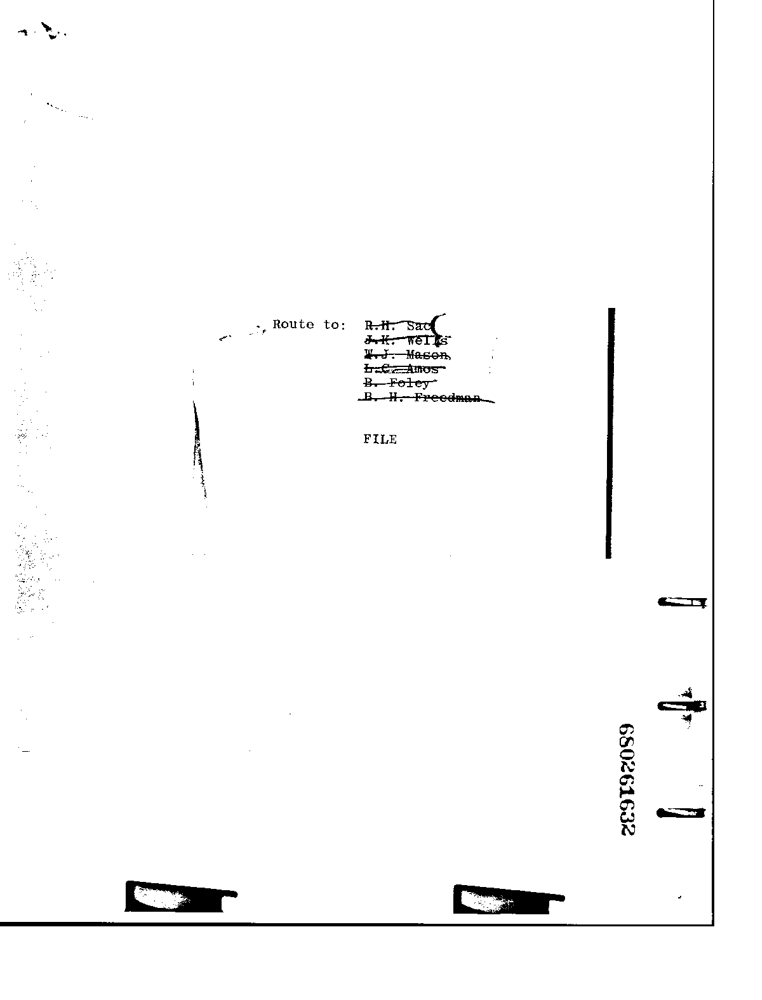 Route to: R.H. Sac
J.K. Wells
W.J. Mason
L.C. Amos
B. Foley
B. H. Freedman
FILE
680261632